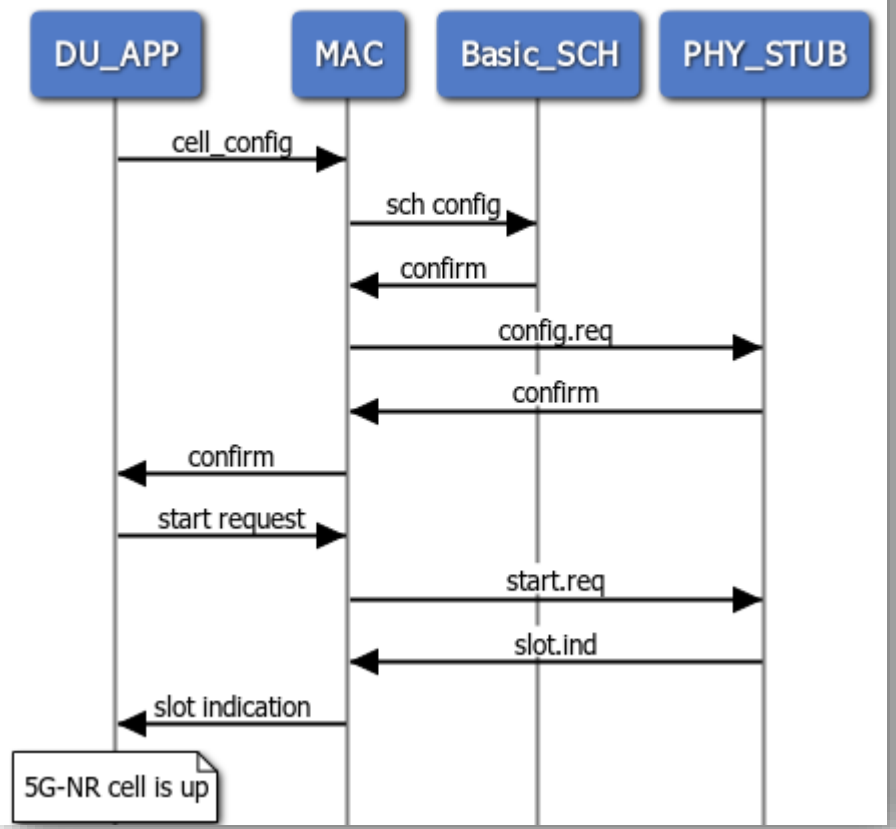 DU_APP MAC Basic_SCH PHY_STUB
cell_config
sch config
confirm
config.req
confirm
confirm
start request
start.req
slot.ind
slot indication
5G-NR cell is up